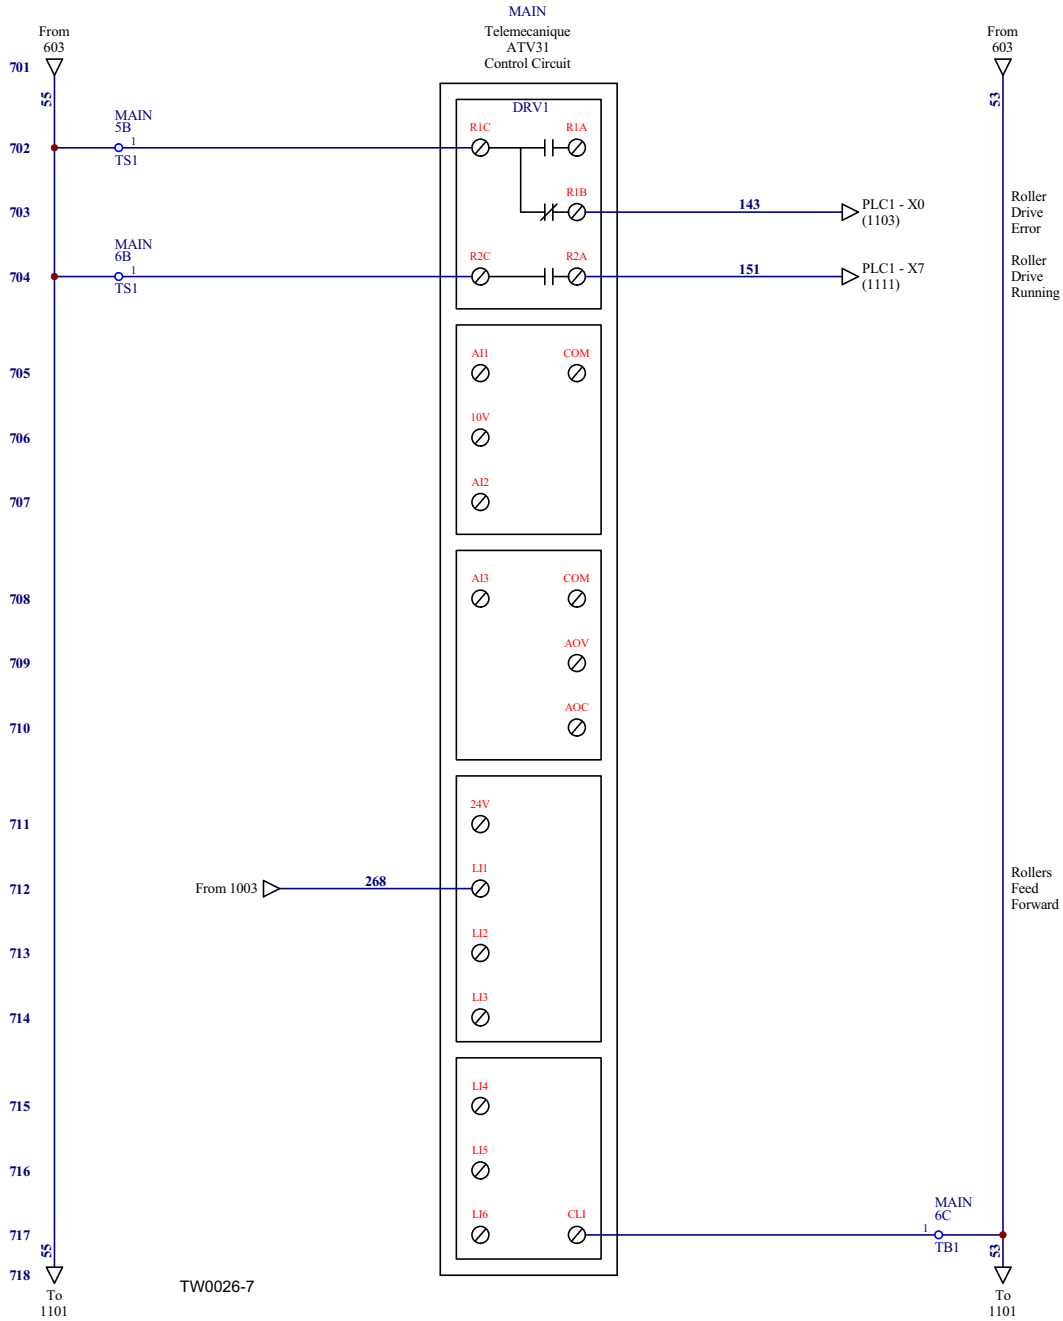 MAIN
From
603
Telemecanique
ATV31
Control Circuit
From
603
701
55
53
DRV1
MAIN
5B
1
TS1
R1C
R1A
702
R1B
703
143
PLC1 - X0
(1103)
Roller
Drive
Error
MAIN
6B
1
TS1
R2C
R2A
704
151
PLC1 - X7
(1111)
Roller
Drive
Running
AI1
COM
705
10V
706
AI2
707
AI3
COM
708
AOV
709
AOC
710
24V
711
LI1
712
From 1003
268
Rollers
Feed
Forward
LI2
713
LI3
714
LI4
715
LI5
716
LI6
CLI
717
MAIN
6C
1
TB1
55
53
718
TW0026-7
To
1101
To
1101